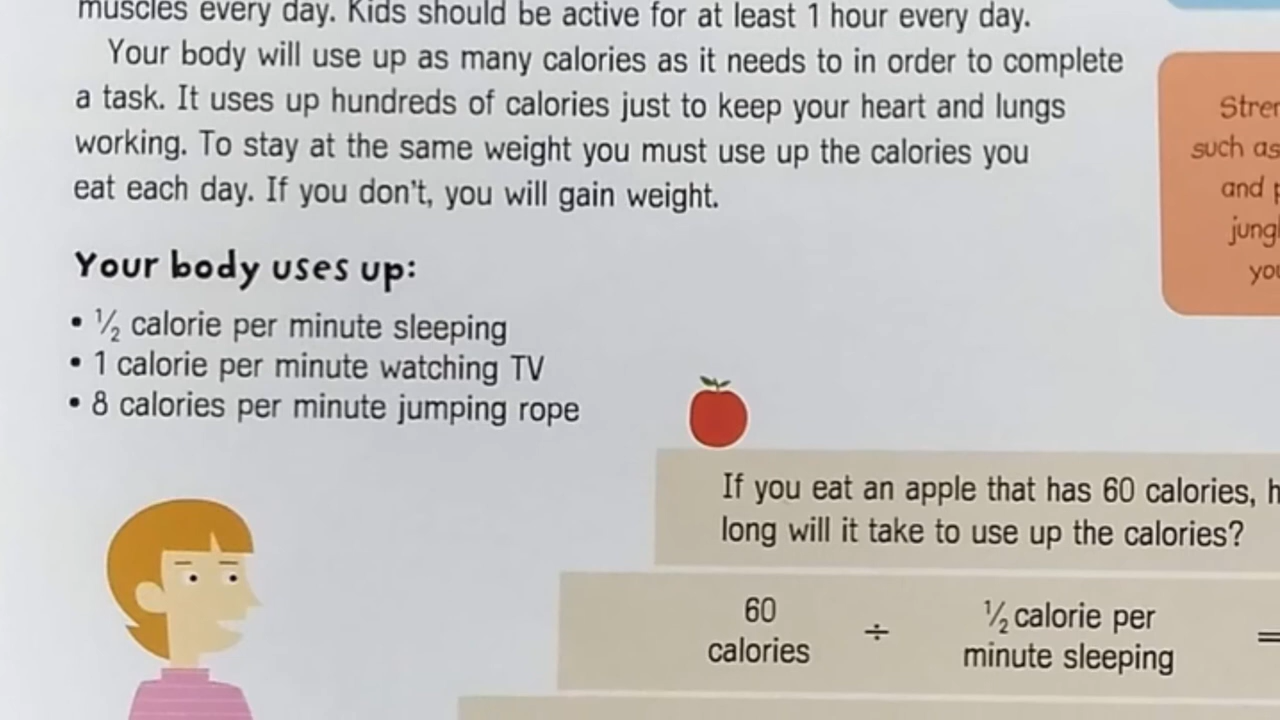 muscles every day. Kids should be active for at least 1 hour every day.
Your body will use up as many calories as it needs to in order to complete
a task. It uses up hundreds of calories just to keep your heart and lungs
working. To stay at the same weight you must use up the calories you
eat each day. If you don't, you will gain weight.
Your body uses up:
• ½ calorie per minute sleeping
• 1 calorie per minute watching TV
• 8 calories per minute jumping rope
such as
and
you
If you eat an apple that has 60 calories,
long will it take to use up the calories?
60 calories ÷ ½ calorie per minute sleeping =